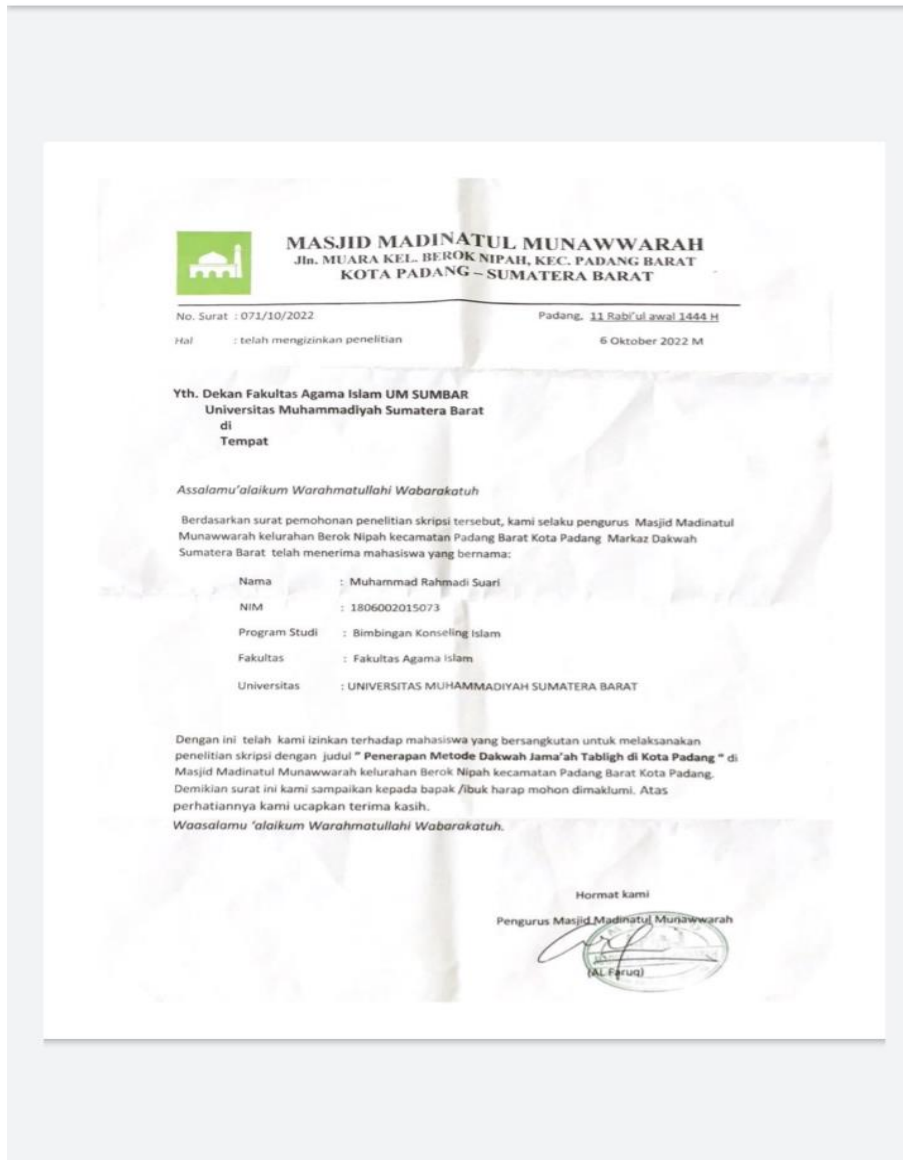 MASJID MADINATUL MUNAWWARAH
Jln. MUARA KEL. BEROK NIPAH, KEC. PADANG BARAT
KOTA PADANG – SUMATERA BARAT
No. Surat : 071/10/2022 Padang, 11 Rabi'ul awal 1444 H
Hal : telah mengizinkan penelitian 6 Oktober 2022 M
Yth. Dekan Fakultas Agama Islam UM SUMBAR
Universitas Muhammadiyah Sumatera Barat
di
Tempat
Assalamu'alaikum Warahmatullahi Wabarakatuh
Berdasarkan surat pemohonan penelitian skripsi tersebut, kami selaku pengurus Masjid Madinatul
Munawwarah kelurahan Berok Nipah kecamatan Padang Barat Kota Padang Markaz Dakwah
Sumatera Barat telah menerima mahasiswa yang bernama:
Nama : Muhammad Rahmadi Suari
NIM : 1806002015073
Program Studi : Bimbingan Konseling Islam
Fakultas : Fakultas Agama Islam
Universitas : UNIVERSITAS MUHAMMADIYAH SUMATERA BARAT
Dengan ini telah kami izinkan terhadap mahasiswa yang bersangkutan untuk melaksanakan
penelitian skripsi dengan judul " Penerapan Metode Dakwah Jama'ah Tabligh di Kota Padang " di
Masjid Madinatul Munawwarah kelurahan Berok Nipah kecamatan Padang Barat Kota Padang.
Demikian surat ini kami sampaikan kepada bapak /ibuk harap mohon dimaklumi. Atas
perhatiannya kami ucapkan terima kasih.
Waasalamu 'alaikum Warahmatullahi Wabarakatuh.
Hormat kami
Pengurus Masjid Madinatul Munawwarah
(AL Faruq)